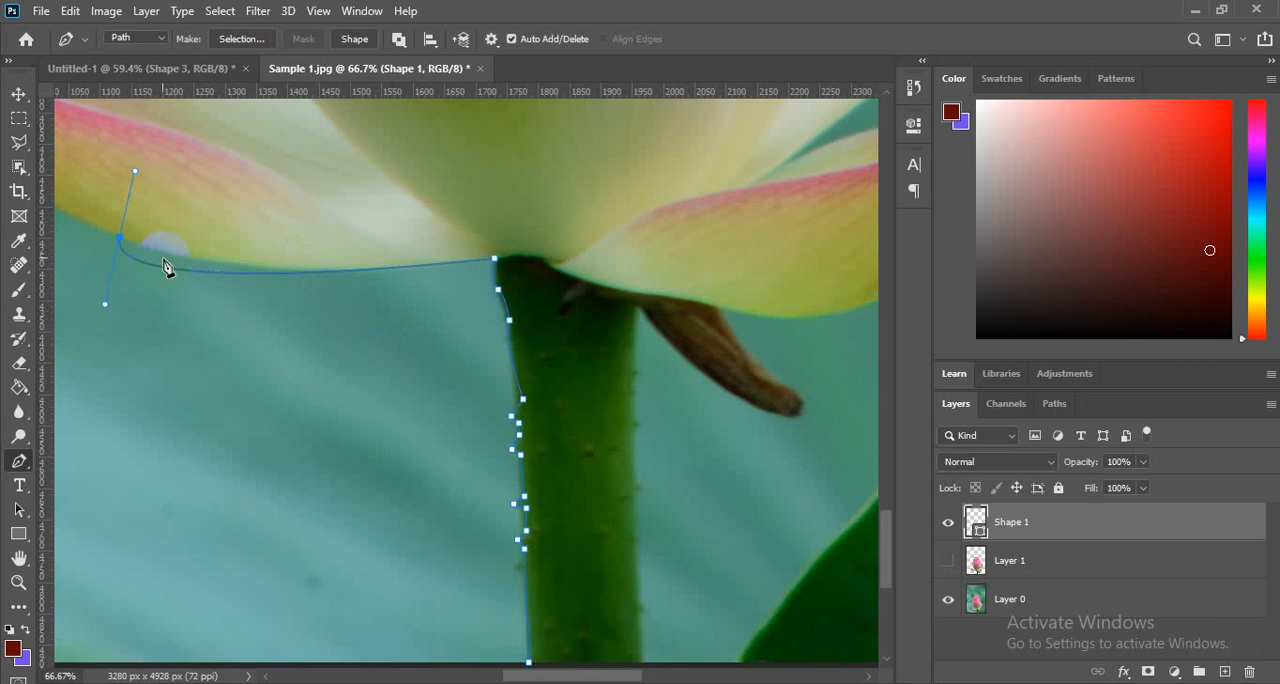 Ps File Edit Image Layer Type Select Filter 3D View Window Help
Path Make: Selection... Mask Shape Auto Add/Delete Align Edges
Untitled-1 @ 59.4% (Shape 3, RGB/8) * × Sample 1.jpg @ 66.7% (Shape 1, RGB/8) * ×
0 1050 1100 1150 1200 1250 1300 1350 1400 1450 1500 1550 1600 1650 1700 1750 1800 1850 1900 1950 2000 2050 2100 2150 2200 2250 2300
Color Swatches Gradients Patterns
Learn Libraries Adjustments
Layers Channels Paths
Kind
Normal Opacity: 100%
Lock: Fill: 100%
Shape 1
Layer 1
Layer 0
Activate Windows
Go to Settings to activate Windows.
66.67% 3280 px x 4928 px (72 ppi)